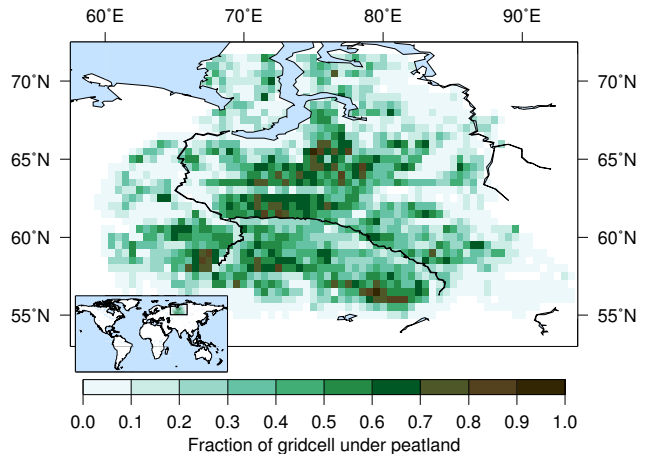 60˚E 70˚E 80˚E 90˚E
70˚N 70˚N
65˚N 65˚N
60˚N 60˚N
55˚N 55˚N
0.0 0.1 0.2 0.3 0.4 0.5 0.6 0.7 0.8 0.9 1.0
Fraction of gridcell under peatland